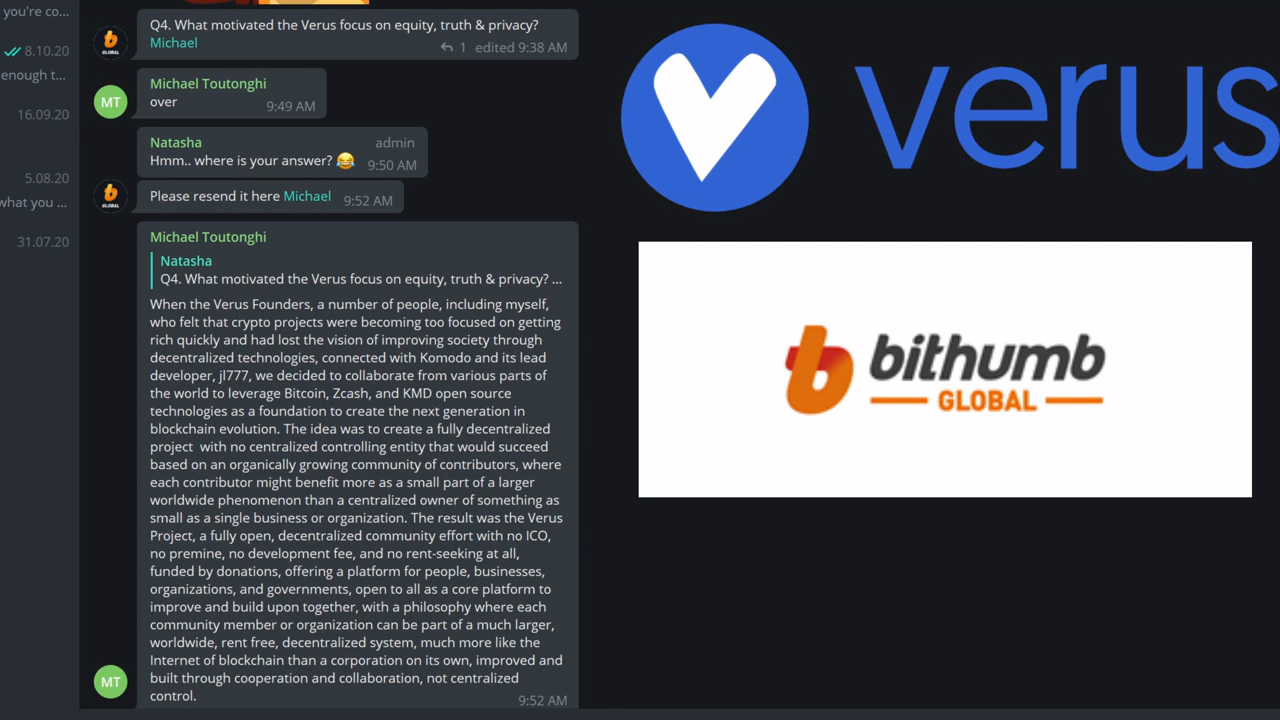 you're co...
8.10.20
enough t...
16.09.20
5.08.20
what you ...
31.07.20
Q4. What motivated the Verus focus on equity, truth & privacy?
Michael
1 edited 9:38 AM
GLOBAL
Michael Toutonghi
MT
over
9:49 AM
Natasha admin
Hmm.. where is your answer? 😂
9:50 AM
Please resend it here Michael
9:52 AM
GLOBAL
Michael Toutonghi
Natasha
Q4. What motivated the Verus focus on equity, truth & privacy? ...
When the Verus Founders, a number of people, including myself,
who felt that crypto projects were becoming too focused on getting
rich quickly and had lost the vision of improving society through
decentralized technologies, connected with Komodo and its lead
developer, jl777, we decided to collaborate from various parts of
the world to leverage Bitcoin, Zcash, and KMD open source
technologies as a foundation to create the next generation in
blockchain evolution. The idea was to create a fully decentralized
project  with no centralized controlling entity that would succeed
based on an organically growing community of contributors, where
each contributor might benefit more as a small part of a larger
worldwide phenomenon than a centralized owner of something as
small as a single business or organization. The result was the Verus
Project, a fully open, decentralized community effort with no ICO,
no premine, no development fee, and no rent-seeking at all,
funded by donations, offering a platform for people, businesses,
organizations, and governments, open to all as a core platform to
improve and build upon together, with a philosophy where each
community member or organization can be part of a much larger,
worldwide, rent free, decentralized system, much more like the
Internet of blockchain than a corporation on its own, improved and
built through cooperation and collaboration, not centralized
control.
MT
9:52 AM
verus
bithumb
GLOBAL